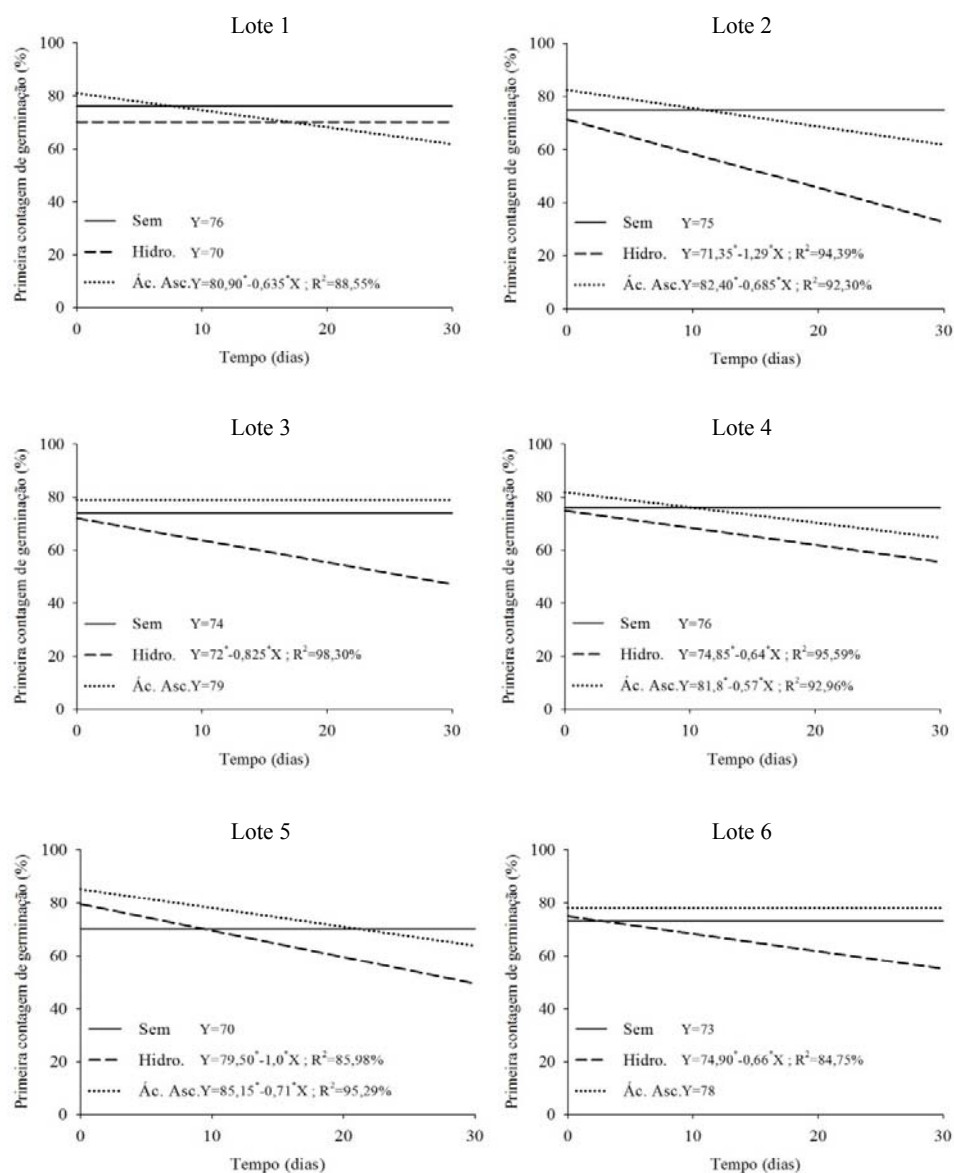 Lote 1
Primeira contagem de germinação (%)
100
80
60
40
20
0
Sem Y=76
Hidro. Y=70
Ác. Asc.Y=80,90*-0,635*X ; R²=88,55%
0 10 20 30
Tempo (dias)
Lote 2
Primeira contagem de germinação (%)
100
80
60
40
20
0
Sem Y=75
Hidro. Y=71,35*-1,29*X ; R²=94,39%
Ác. Asc.Y=82,40*-0,685*X ; R²=92,30%
0 10 20 30
Tempo (dias)
Lote 3
Primeira contagem de germinação (%)
100
80
60
40
20
0
Sem Y=74
Hidro. Y=72*-0,825*X ; R²=98,30%
Ác. Asc.Y=79
0 10 20 30
Tempo (dias)
Lote 4
Primeira contagem de germinação (%)
100
80
60
40
20
0
Sem Y=76
Hidro. Y=74,85*-0,64*X ; R²=95,59%
Ác. Asc.Y=81,8*-0,57*X ; R²=92,96%
0 10 20 30
Tempo (dias)
Lote 5
Primeira contagem de germinação (%)
100
80
60
40
20
0
Sem Y=70
Hidro. Y=79,50*-1,0*X ; R²=85,98%
Ác. Asc.Y=85,15*-0,71*X ; R²=95,29%
0 10 20 30
Tempo (dias)
Lote 6
Primeira contagem de germinação (%)
100
80
60
40
20
0
Sem Y=73
Hidro. Y=74,90*-0,66*X ; R²=84,75%
Ác. Asc.Y=78
0 10 20 30
Tempo (dias)